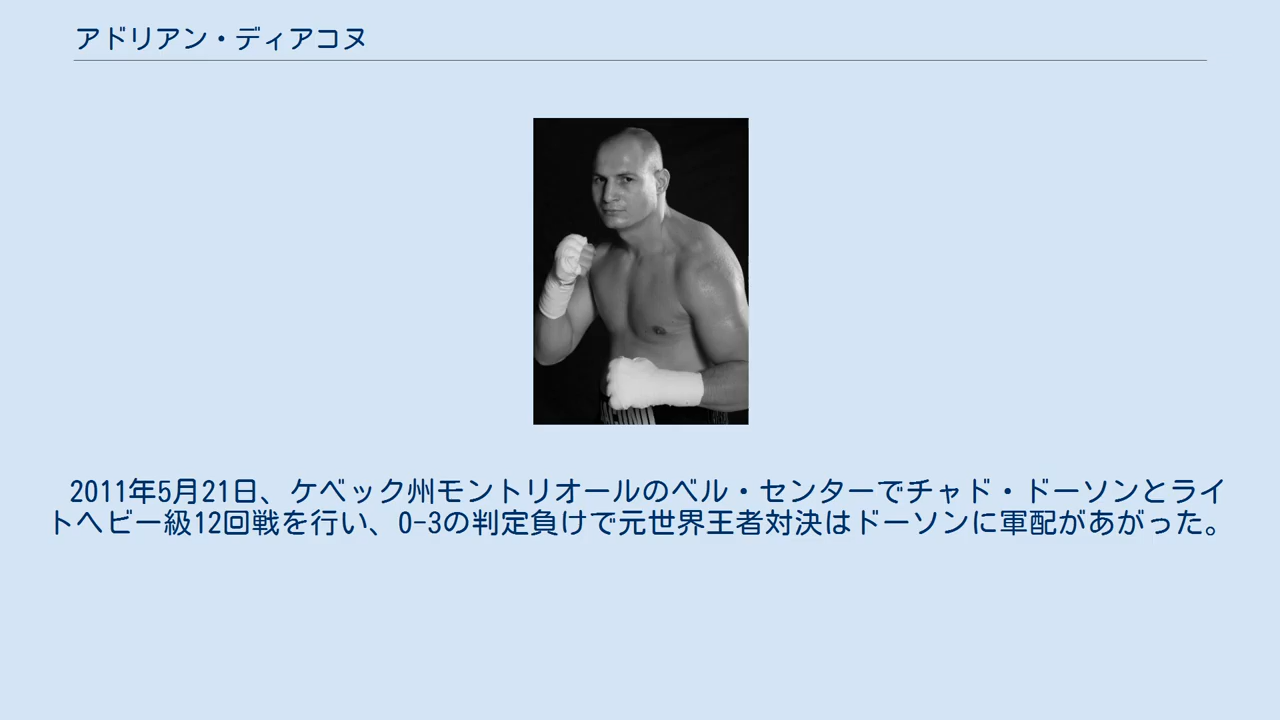 アドリアン・ディアコヌ
2011年5月21日、ケベック州モントリオールのベル・センターでチャド・ドーソンとライ
トヘビー級12回戦を行い、0-3の判定負けで元世界王者対決はドーソンに軍配があがった。